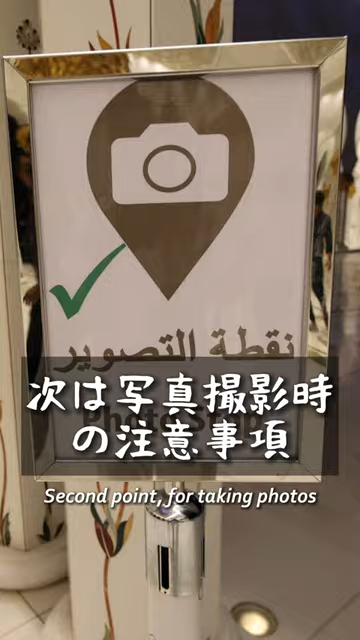 نقطة التصوير
次は写真撮影時
の注意事項
Second point, for taking photos